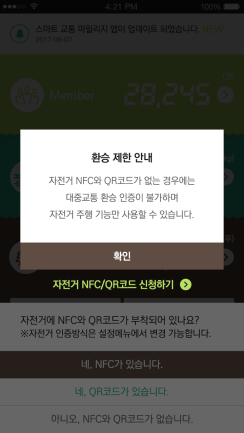 4:21 PM 100%
스마트 교통 마일리지 앱이 업데이트 되었습니다. NEW
2017-06-07
Member 28,245
환승 제한 안내
자전거 NFC와 QR코드가 없는 경우에는
대중교통 환승 인증이 불가하며
자전거 주행 기능만 사용할 수 있습니다.
확인
자전거 NFC/QR코드 신청하기
자전거에 NFC와 QR코드가 부착되어 있나요?
※자전거 인증방식은 설정메뉴에서 변경 가능합니다.
네, NFC가 있습니다.
네, QR코드가 있습니다.
아니오, NFC와 QR코드가 없습니다.